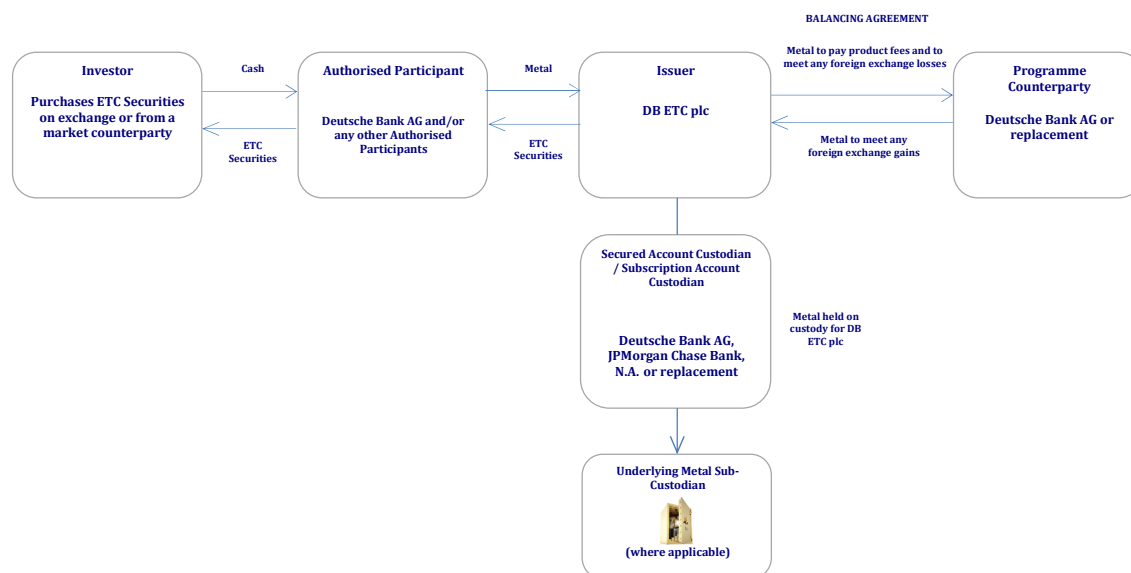 BALANCING AGREEMENT
Investor
Purchases ETC Securities
on exchange or from a
market counterparty
Cash
ETC
Securities
Authorised Participant
Deutsche Bank AG and/or
any other Authorised
Participants
Metal
ETC
Securities
Issuer
DB ETC plc
Metal to pay product fees and to
meet any foreign exchange losses
Metal to meet any
foreign exchange gains
Programme
Counterparty
Deutsche Bank AG or
replacement
Secured Account Custodian
/ Subscription Account
Custodian
Deutsche Bank AG,
JPMorgan Chase Bank,
N.A. or replacement
Metal held on
custody for DB
ETC plc
Underlying Metal Sub-
Custodian
(where applicable)